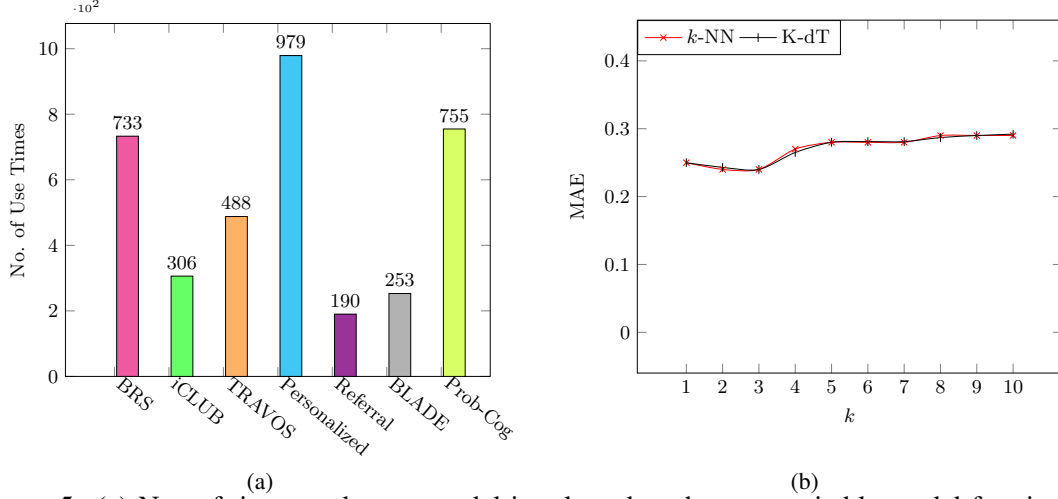 ·10²
10
8
6
4
2
0
No. of Use Times
733
306
488
979
190
253
755
BRS
iCLUB
TRAVOS
Personalized
Referral
BLADE
Prob-Cog
(a)
k-NN
K-dT
0.4
0.3
0.2
0.1
0
MAE
1 2 3 4 5 6 7 8 9 10
k
(b)